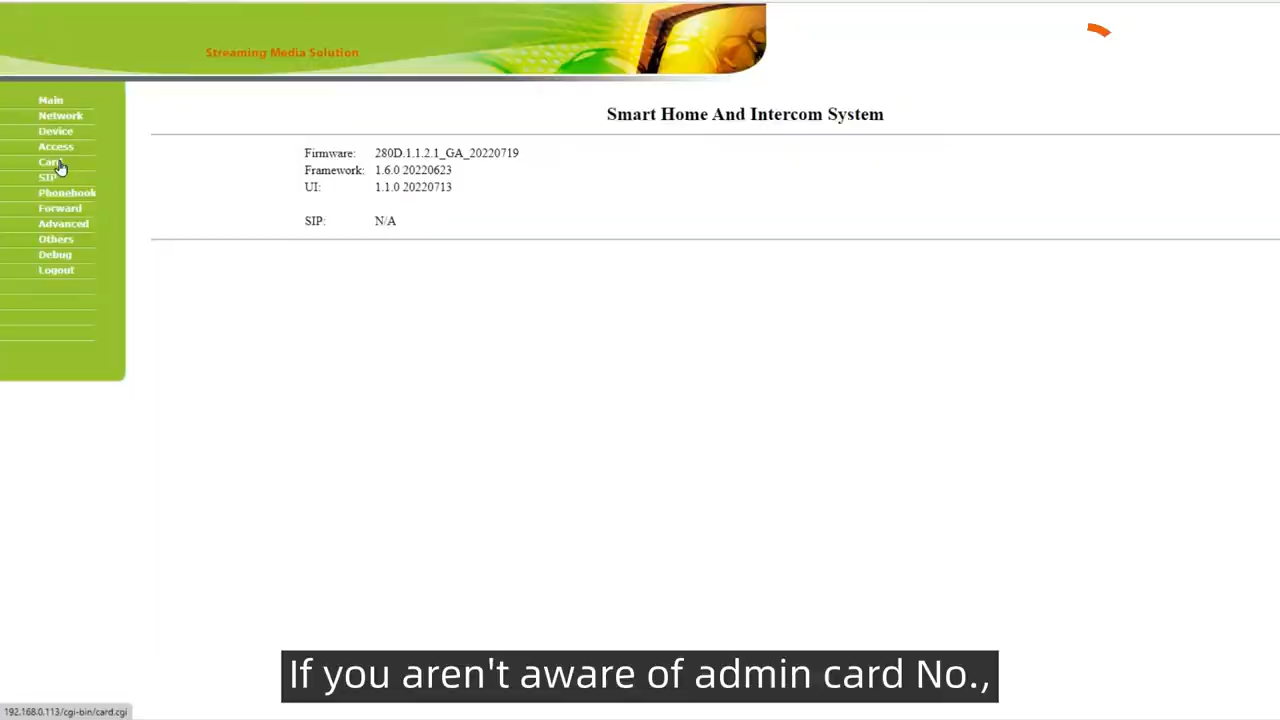 Streaming Media Solution
Main
Network
Device
Access
Card
SIP
Phonebook
Forward
Advanced
Others
Debug
Logout
Smart Home And Intercom System
Firmware: 280D.1.1.2.1_GA_20220719
Framework: 1.6.0 20220623
UI: 1.1.0 20220713
SIP: N/A
If you aren't aware of admin card No.,
192.168.0.113/cgi-bin/card.cgi